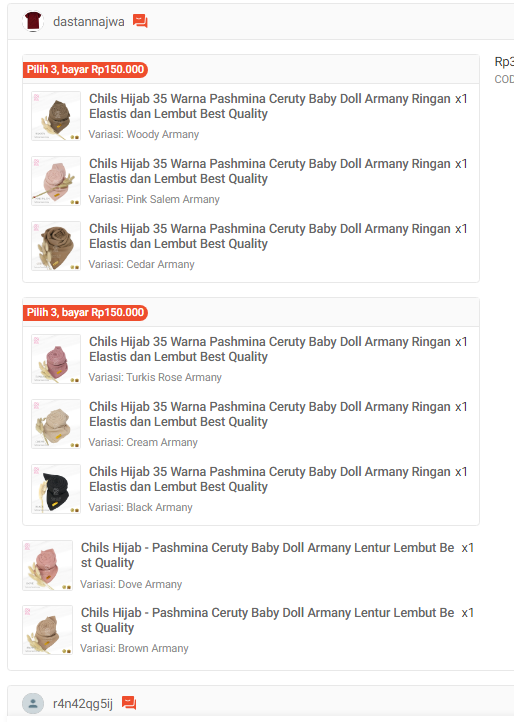 dastannajwa
Pilih 3, bayar Rp150.000
Rp3
COD
Chils Hijab 35 Warna Pashmina Ceruty Baby Doll Armany Ringan x1
Elastis dan Lembut Best Quality
Variasi: Woody Armany
Chils Hijab 35 Warna Pashmina Ceruty Baby Doll Armany Ringan x1
Elastis dan Lembut Best Quality
Variasi: Pink Salem Armany
Chils Hijab 35 Warna Pashmina Ceruty Baby Doll Armany Ringan x1
Elastis dan Lembut Best Quality
Variasi: Cedar Armany
Pilih 3, bayar Rp150.000
Chils Hijab 35 Warna Pashmina Ceruty Baby Doll Armany Ringan x1
Elastis dan Lembut Best Quality
Variasi: Turkis Rose Armany
Chils Hijab 35 Warna Pashmina Ceruty Baby Doll Armany Ringan x1
Elastis dan Lembut Best Quality
Variasi: Cream Armany
Chils Hijab 35 Warna Pashmina Ceruty Baby Doll Armany Ringan x1
Elastis dan Lembut Best Quality
Variasi: Black Armany
Chils Hijab - Pashmina Ceruty Baby Doll Armany Lentur Lembut Be x1
st Quality
Variasi: Dove Armany
Chils Hijab - Pashmina Ceruty Baby Doll Armany Lentur Lembut Be x1
st Quality
Variasi: Brown Armany
r4n42qg5ij